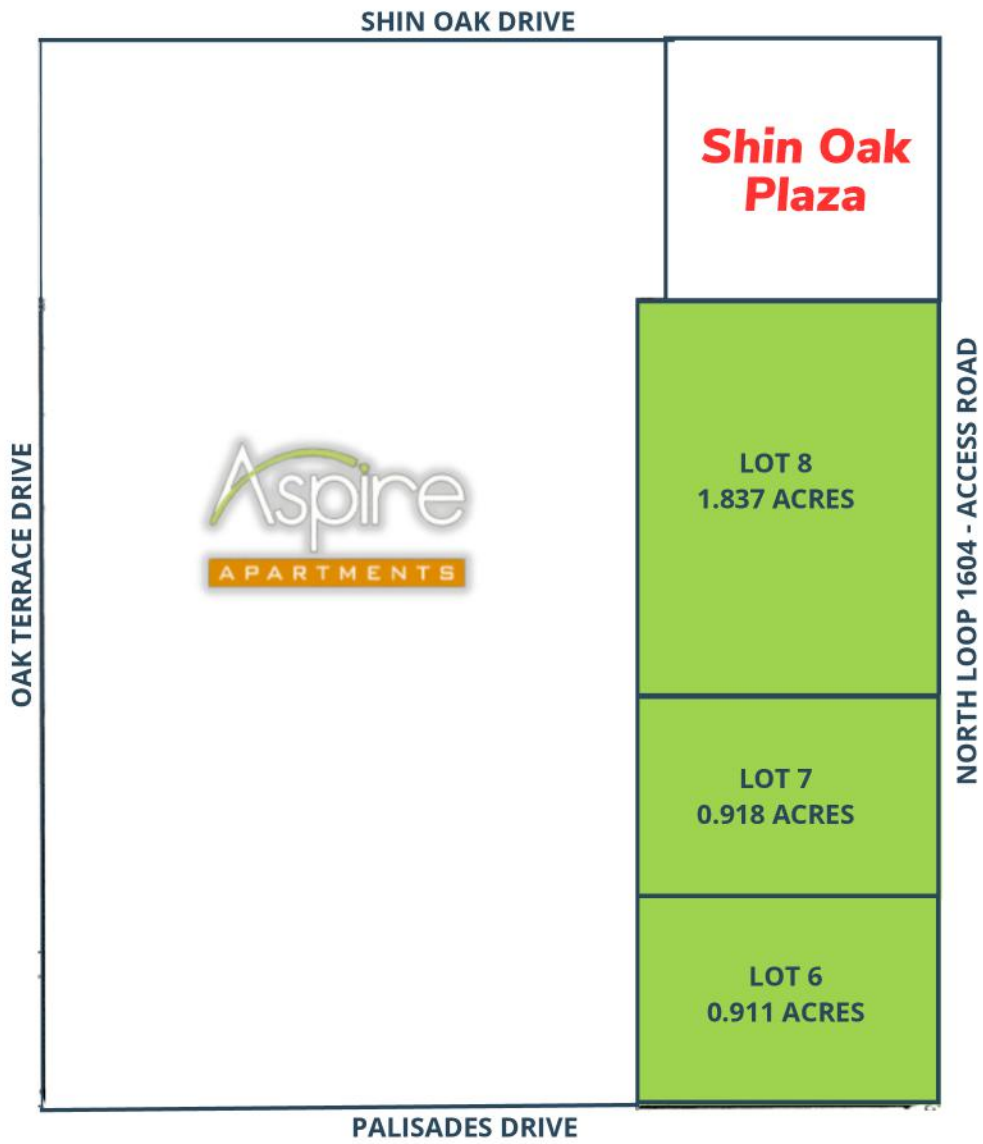 SHIN OAK DRIVE
Shin Oak
Plaza
OAK TERRACE DRIVE
Aspire
APARTMENTS
LOT 8
1.837 ACRES
NORTH LOOP 1604 - ACCESS ROAD
LOT 7
0.918 ACRES
LOT 6
0.911 ACRES
PALISADES DRIVE